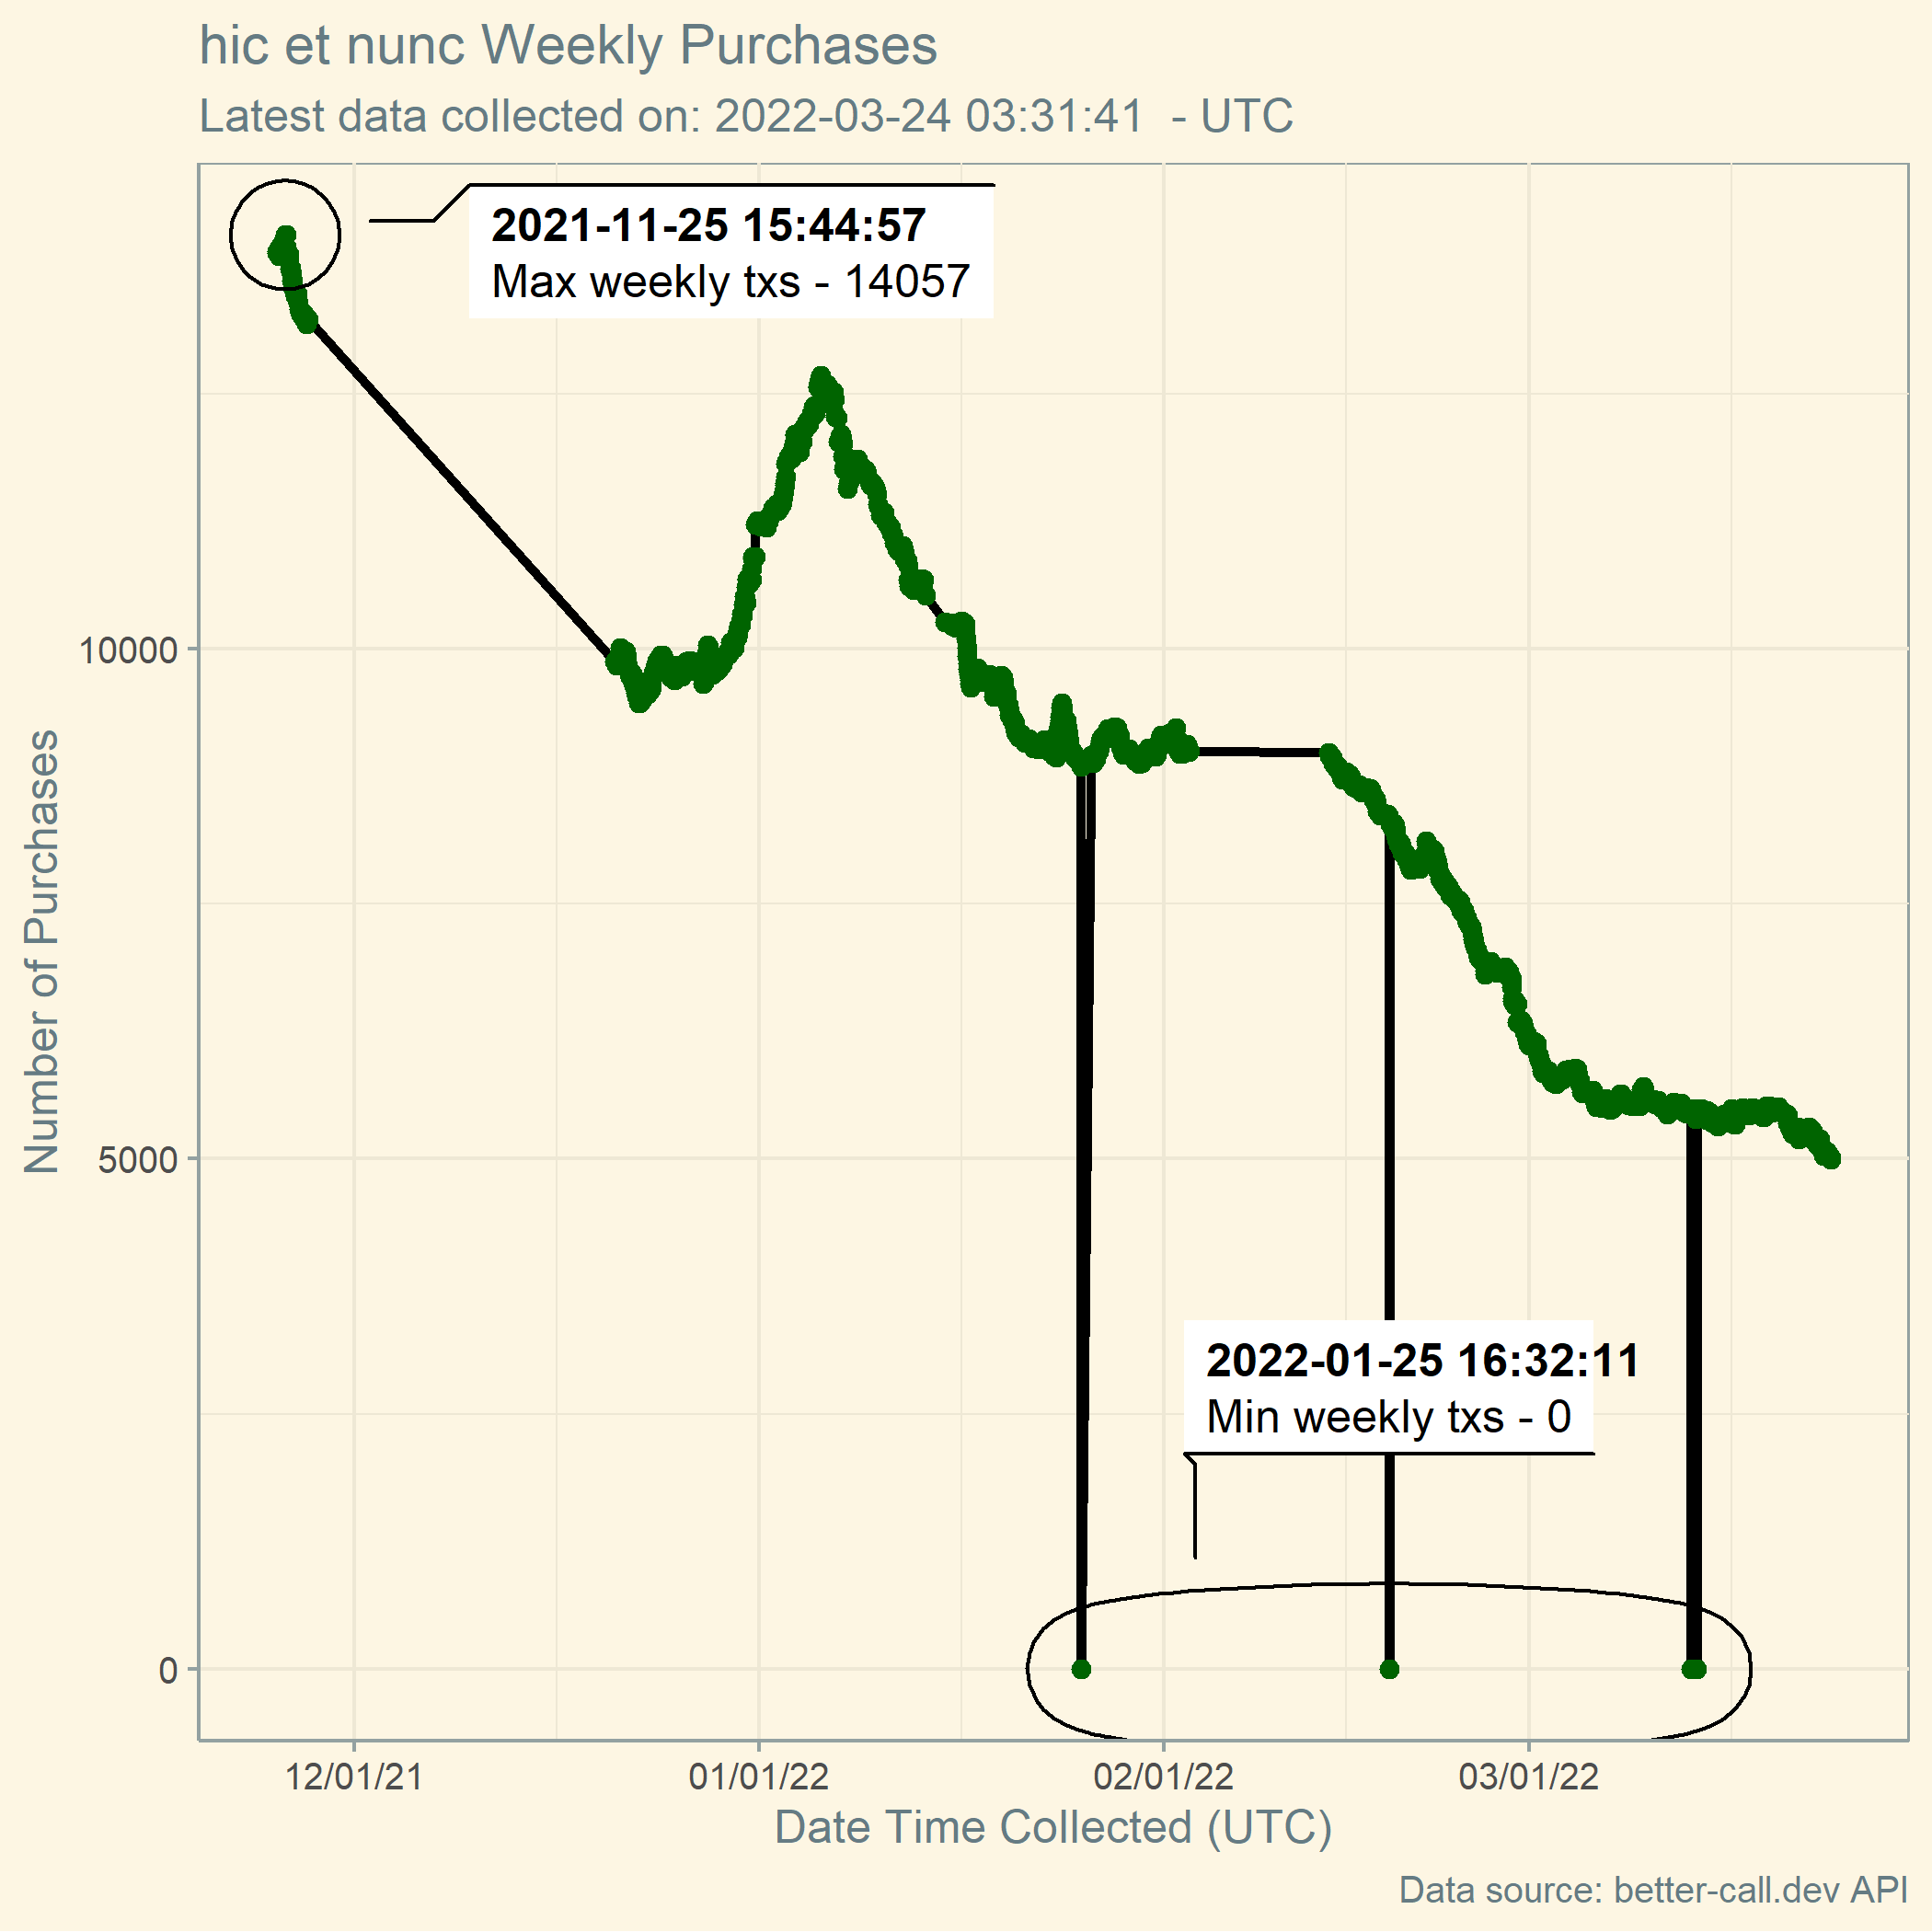 hic et nunc Weekly Purchases
Latest data collected on: 2022-03-24 03:31:41  - UTC
2021-11-25 15:44:57
Max weekly txs - 14057
10000
5000
0
Number of Purchases
2022-01-25 16:32:11
Min weekly txs - 0
12/01/21
01/01/22
02/01/22
03/01/22
Date Time Collected (UTC)
Data source: better-call.dev API